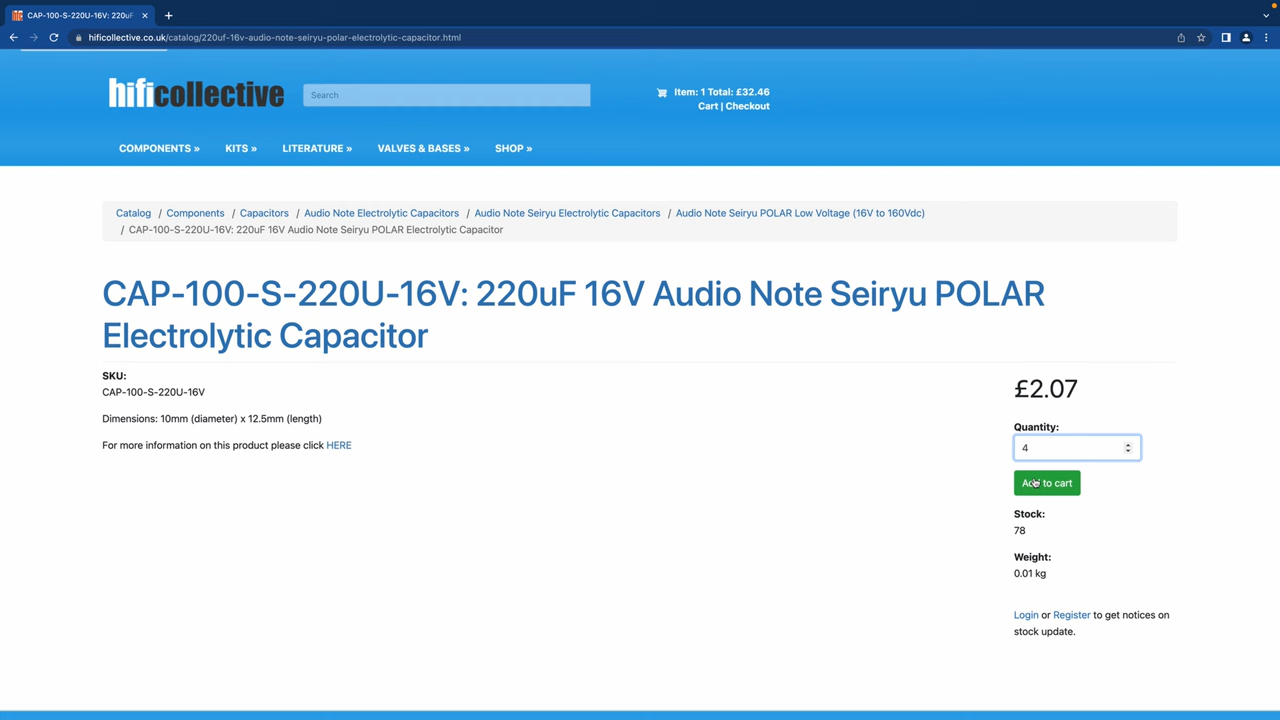 CAP-100-S-220U-16V: 220uF
hificollective.co.uk/catalog/220uf-16v-audio-note-seiryu-polar-electrolytic-capacitor.html
hificollective
Search
Item: 1 Total: £32.46
Cart | Checkout
COMPONENTS » KITS » LITERATURE » VALVES & BASES » SHOP »
Catalog / Components / Capacitors / Audio Note Electrolytic Capacitors / Audio Note Seiryu Electrolytic Capacitors / Audio Note Seiryu POLAR Low Voltage (16V to 160Vdc)
/ CAP-100-S-220U-16V: 220uF 16V Audio Note Seiryu POLAR Electrolytic Capacitor
CAP-100-S-220U-16V: 220uF 16V Audio Note Seiryu POLAR
Electrolytic Capacitor
SKU:
CAP-100-S-220U-16V
Dimensions: 10mm (diameter) x 12.5mm (length)
For more information on this product please click HERE
£2.07
Quantity:
4
Add to cart
Stock:
78
Weight:
0.01 kg
Login or Register to get notices on
stock update.